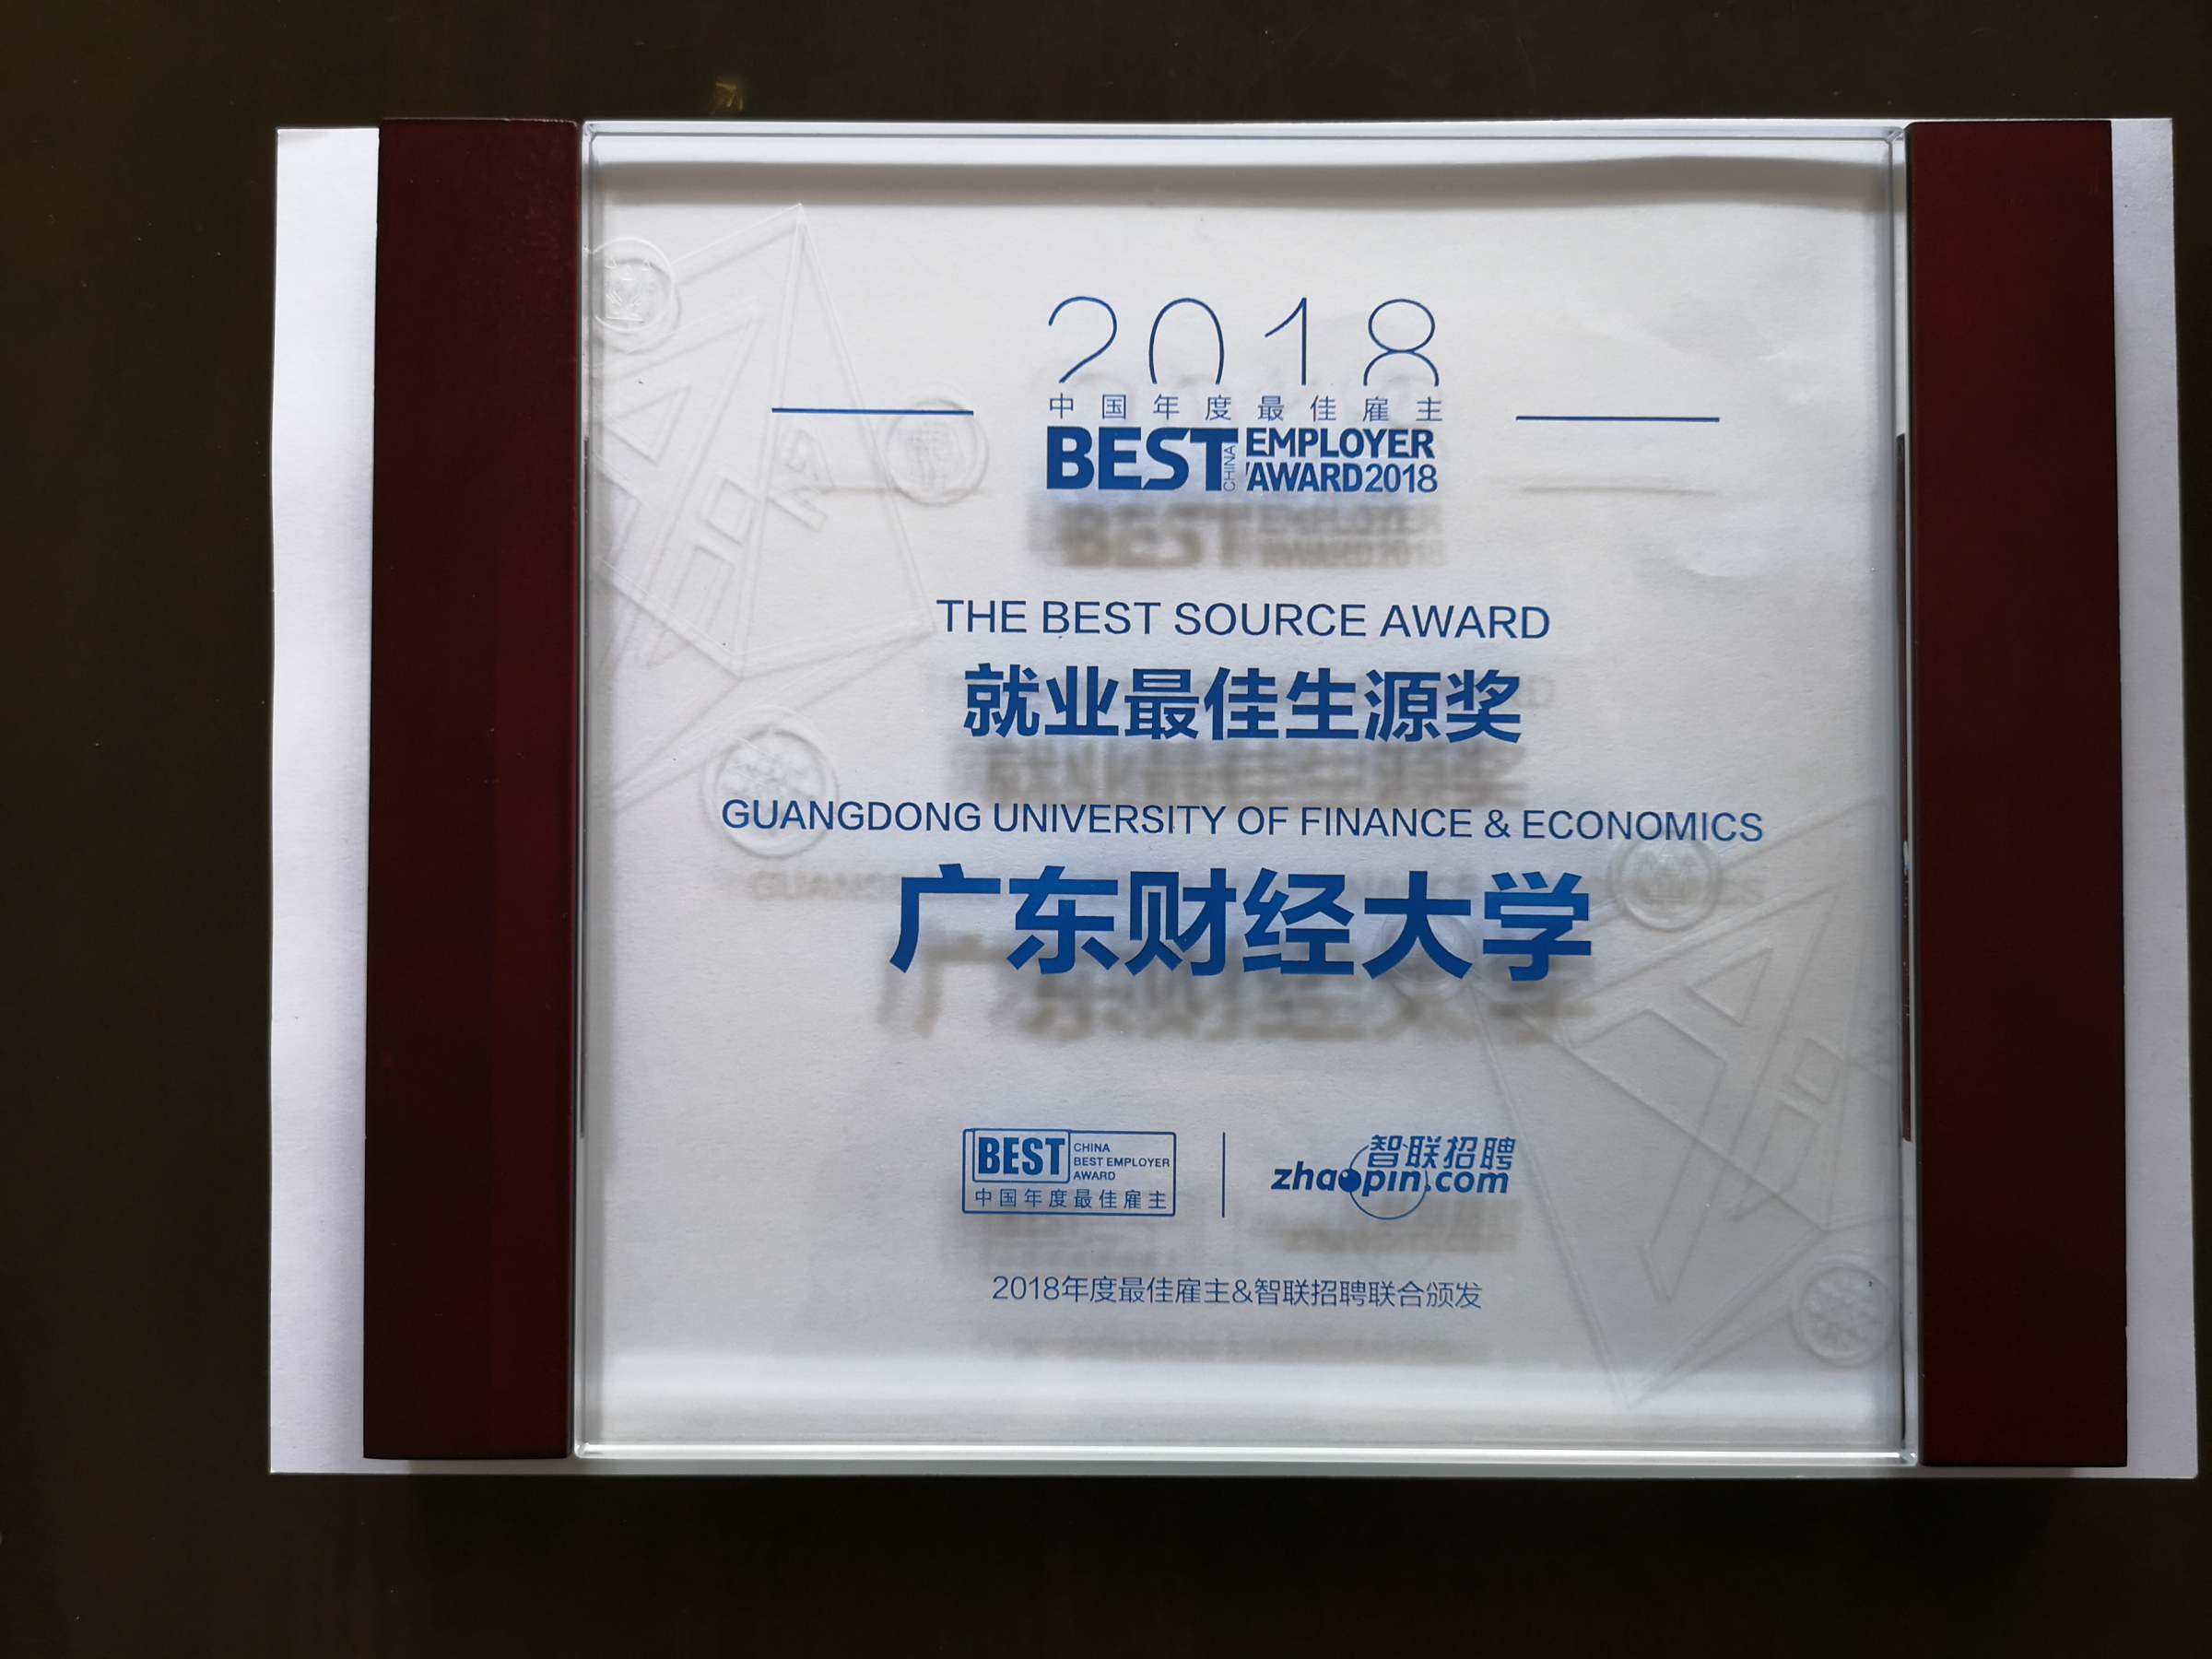 2018
中国年度最佳雇主
BEST CHINA EMPLOYER AWARD2018
THE BEST SOURCE AWARD
就业最佳生源奖
GUANGDONG UNIVERSITY OF FINANCE & ECONOMICS
广东财经大学
BEST CHINA BEST EMPLOYER AWARD
中国年度最佳雇主
智联招聘
zhaopin.com
2018年度最佳雇主&智联招聘联合颁发